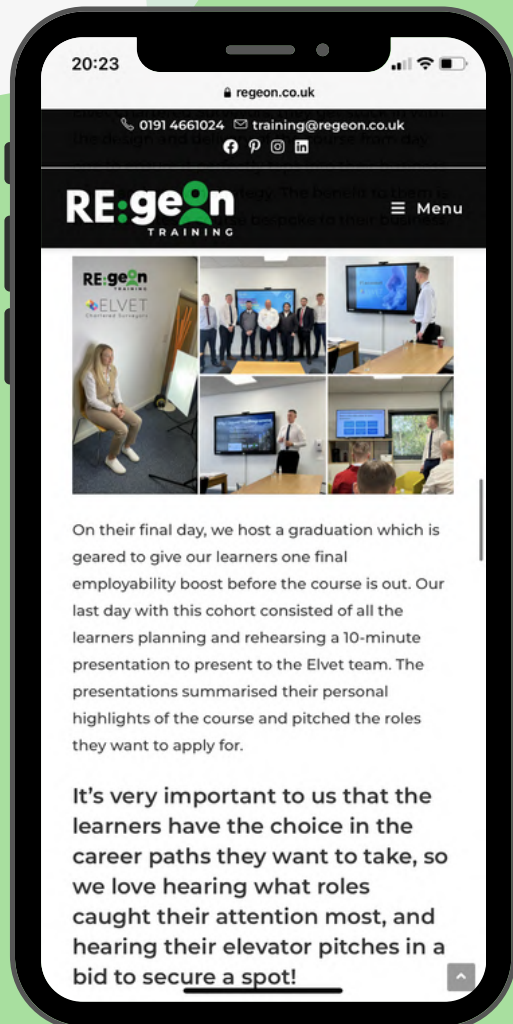 20:23
regeon.co.uk
0191 4661024 training@regeon.co.uk
RE:geon
TRAINING
Menu
RE:geon
TRAINING
ELVET
Chartered Surveyors
On their final day, we host a graduation which is
geared to give our learners one final
employability boost before the course is out. Our
last day with this cohort consisted of all the
learners planning and rehearsing a 10-minute
presentation to present to the Elvet team. The
presentations summarised their personal
highlights of the course and pitched the roles
they want to apply for.
It's very important to us that the
learners have the choice in the
career paths they want to take, so
we love hearing what roles
caught their attention most, and
hearing their elevator pitches in a
bid to secure a spot!